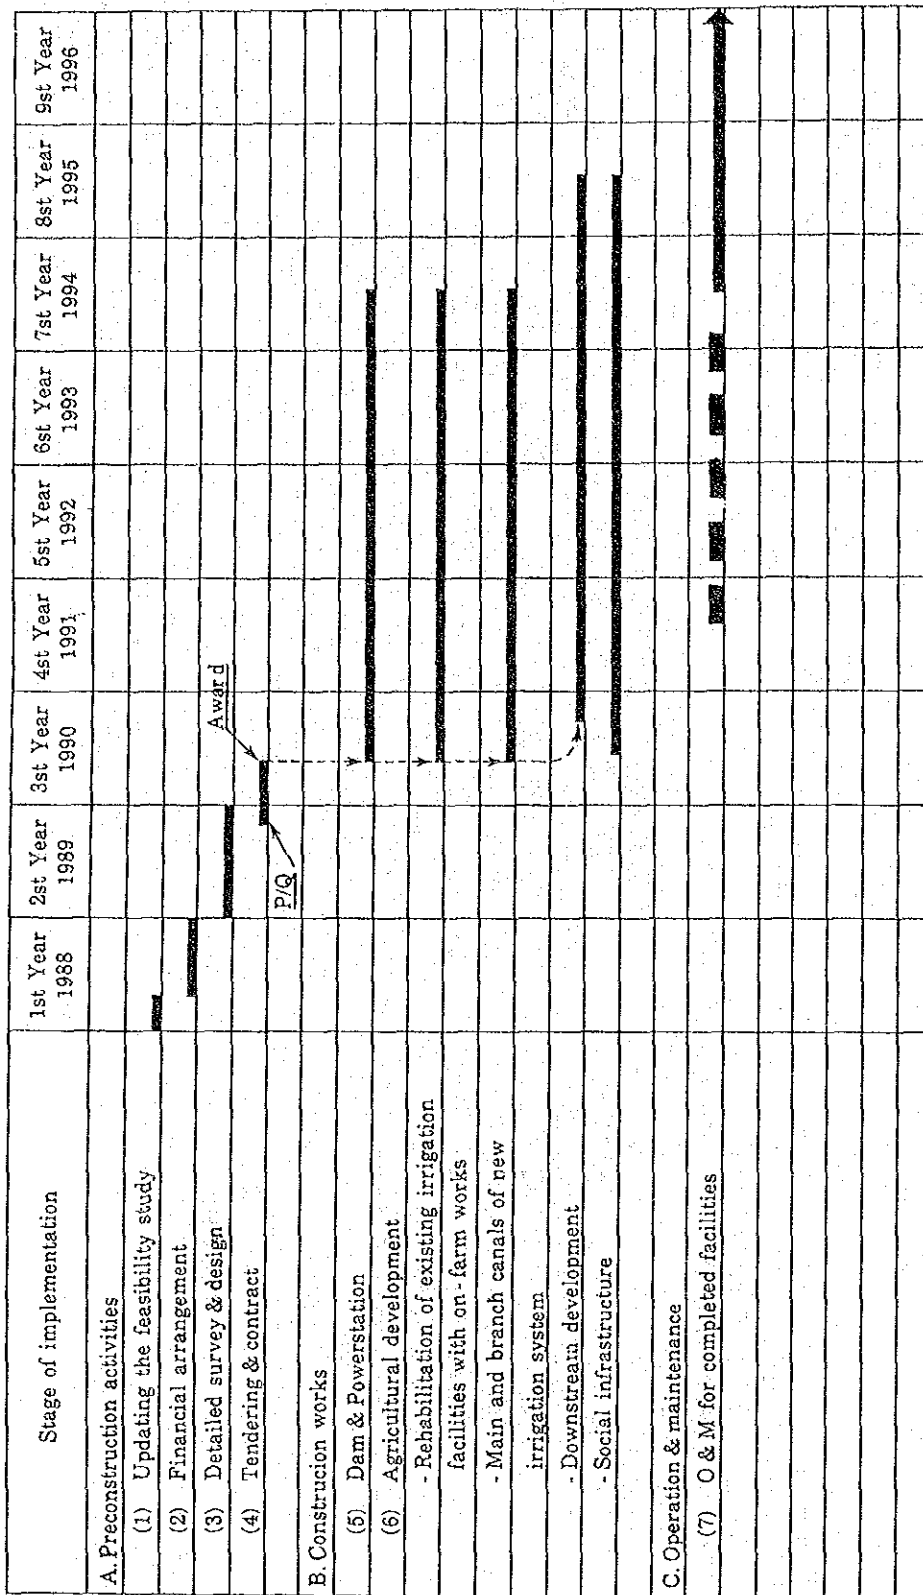 Stage of implementation
1st Year
1988
2st Year
1989
3st Year
1990
4st Year
1991
5st Year
1992
6st Year
1993
7st Year
1994
8st Year
1995
9st Year
1996
A. Preconstruction activities
(1) Updating the feasibility study
(2) Financial arrangement
(3) Detailed survey & design
Award
(4) Tendering & contract
P/Q
B. Construcion works
(5) Dam & Powerstation
(6) Agricultural development
- Rehabilitation of existing irrigation
facilities with on-farm works
- Main and branch canals of new
irrigation system
- Downstream development
- Social infrastructure
C. Operation & maintenance
(7) O & M for completed facilities